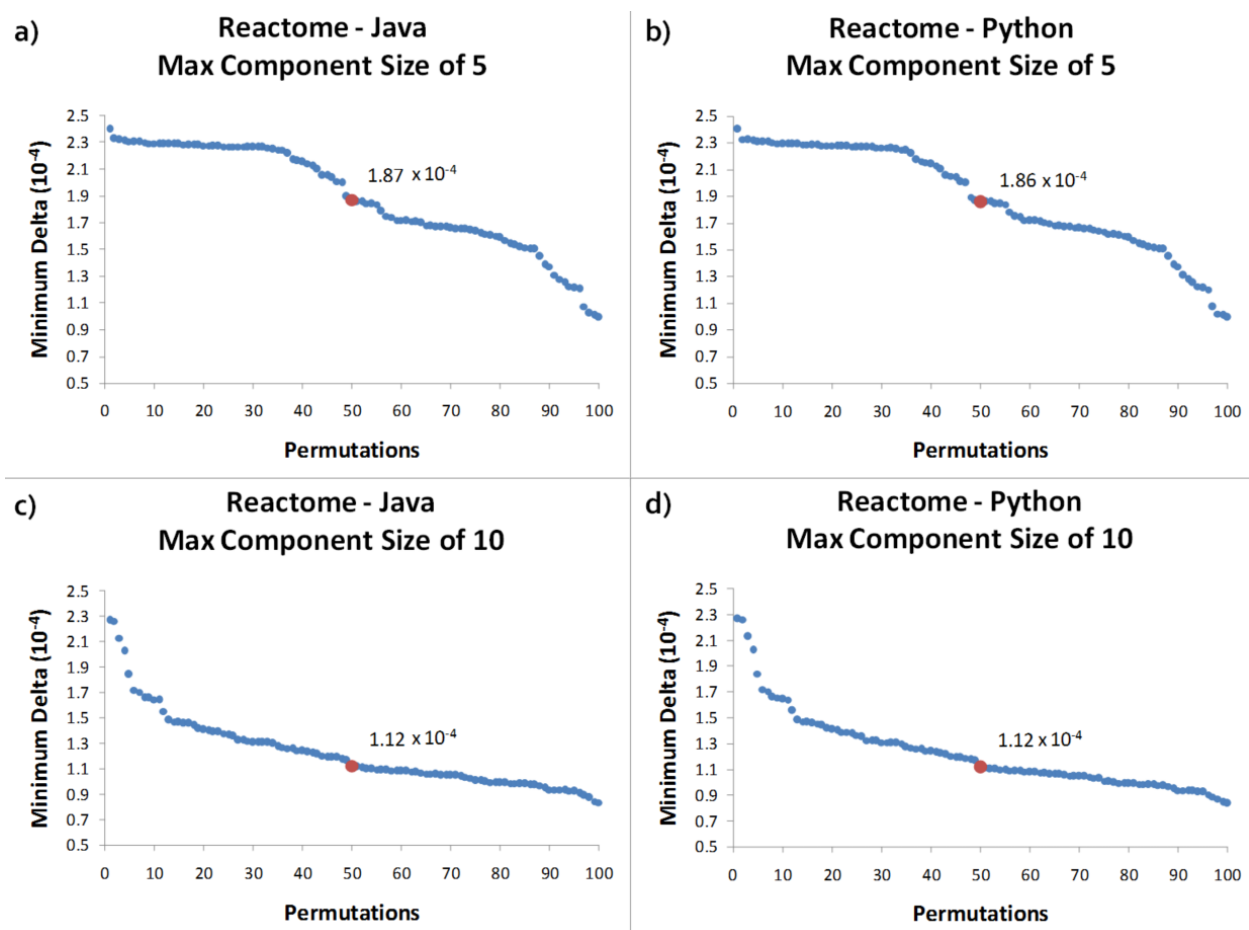 a)
Reactome - Java
Max Component Size of 5
Minimum Delta (10-4)
2.5
2.3
2.1
1.9
1.7
1.5
1.3
1.1
0.9
0.7
0.5
1.87 x 10-4
0 10 20 30 40 50 60 70 80 90 100
Permutations
b)
Reactome - Python
Max Component Size of 5
Minimum Delta (10-4)
2.5
2.3
2.1
1.9
1.7
1.5
1.3
1.1
0.9
0.7
0.5
1.86 x 10-4
0 10 20 30 40 50 60 70 80 90 100
Permutations
c)
Reactome - Java
Max Component Size of 10
Minimum Delta (10-4)
2.5
2.3
2.1
1.9
1.7
1.5
1.3
1.1
0.9
0.7
0.5
1.12 x 10-4
0 10 20 30 40 50 60 70 80 90 100
Permutations
d)
Reactome - Python
Max Component Size of 10
Minimum Delta (10-4)
2.5
2.3
2.1
1.9
1.7
1.5
1.3
1.1
0.9
0.7
0.5
1.12 x 10-4
0 10 20 30 40 50 60 70 80 90 100
Permutations